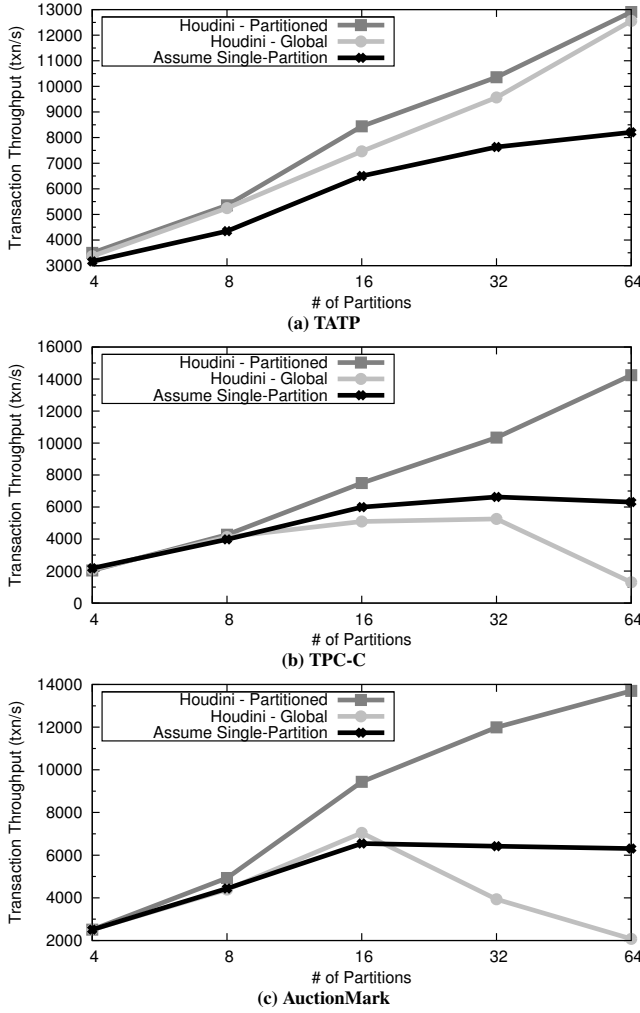 13000
12000
11000
10000
9000
8000
7000
6000
5000
4000
3000
Transaction Throughput (txn/s)
Houdini - Partitioned
Houdini - Global
Assume Single-Partition
4 8 16 32 64
# of Partitions
(a) TATP
16000
14000
12000
10000
8000
6000
4000
2000
0
Transaction Throughput (txn/s)
Houdini - Partitioned
Houdini - Global
Assume Single-Partition
4 8 16 32 64
# of Partitions
(b) TPC-C
14000
12000
10000
8000
6000
4000
2000
Transaction Throughput (txn/s)
Houdini - Partitioned
Houdini - Global
Assume Single-Partition
4 8 16 32 64
# of Partitions
(c) AuctionMark